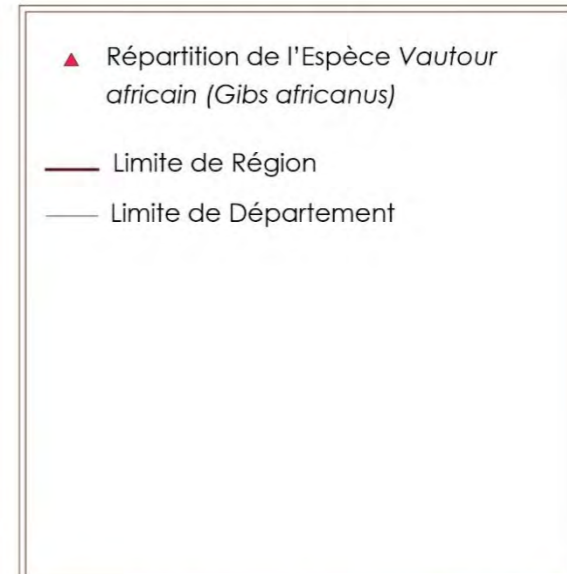 Répartition de l'Espèce Vautour
africain (Gibs africanus)
Limite de Région
Limite de Département